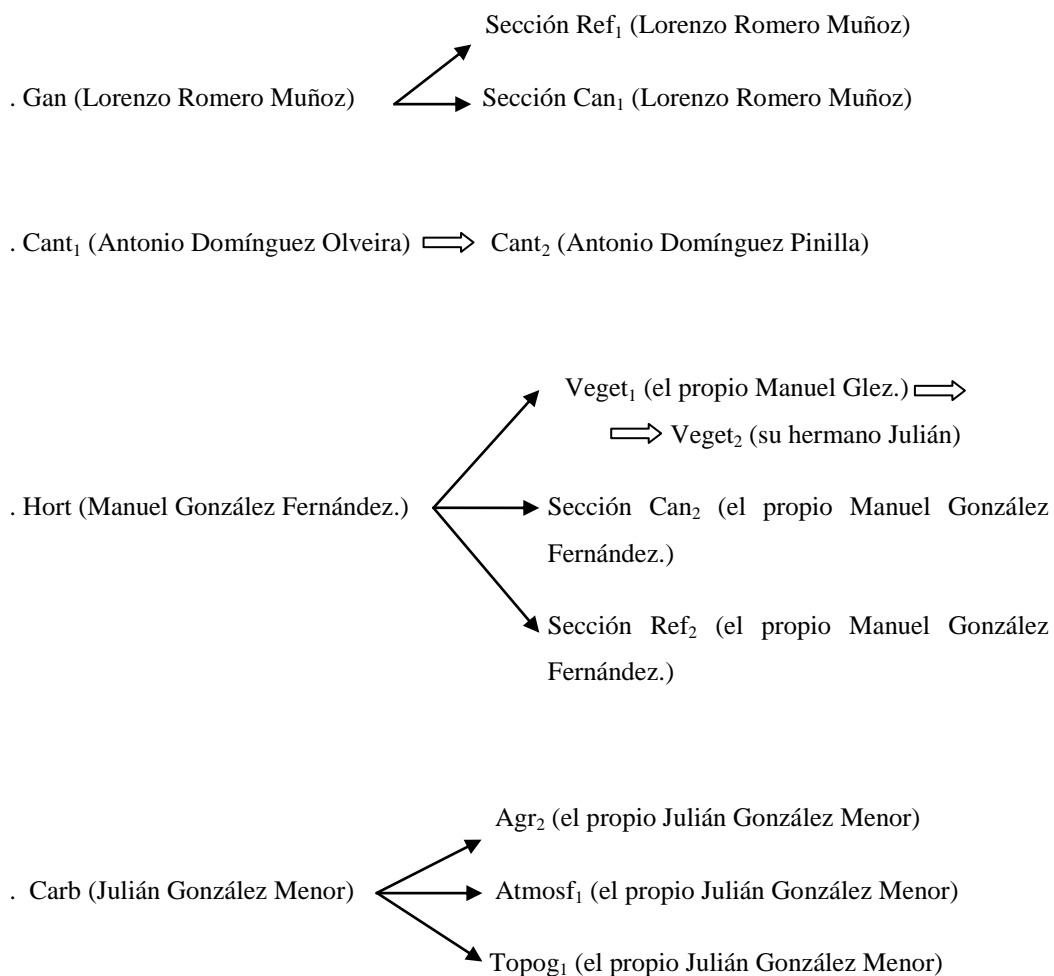 Sección Ref₁ (Lorenzo Romero Muñoz)
. Gan (Lorenzo Romero Muñoz) Sección Can₁ (Lorenzo Romero Muñoz)
. Cant₁ (Antonio Domínguez Olveira) Cant₂ (Antonio Domínguez Pinilla)
Veget₁ (el propio Manuel Glez.)
Veget₂ (su hermano Julián)
. Hort (Manuel González Fernández.) Sección Can₂ (el propio Manuel González
Fernández.)
Sección Ref₂ (el propio Manuel González
Fernández.)
Agr₂ (el propio Julián González Menor)
. Carb (Julián González Menor) Atmosf₁ (el propio Julián González Menor)
Topog₁ (el propio Julián González Menor)